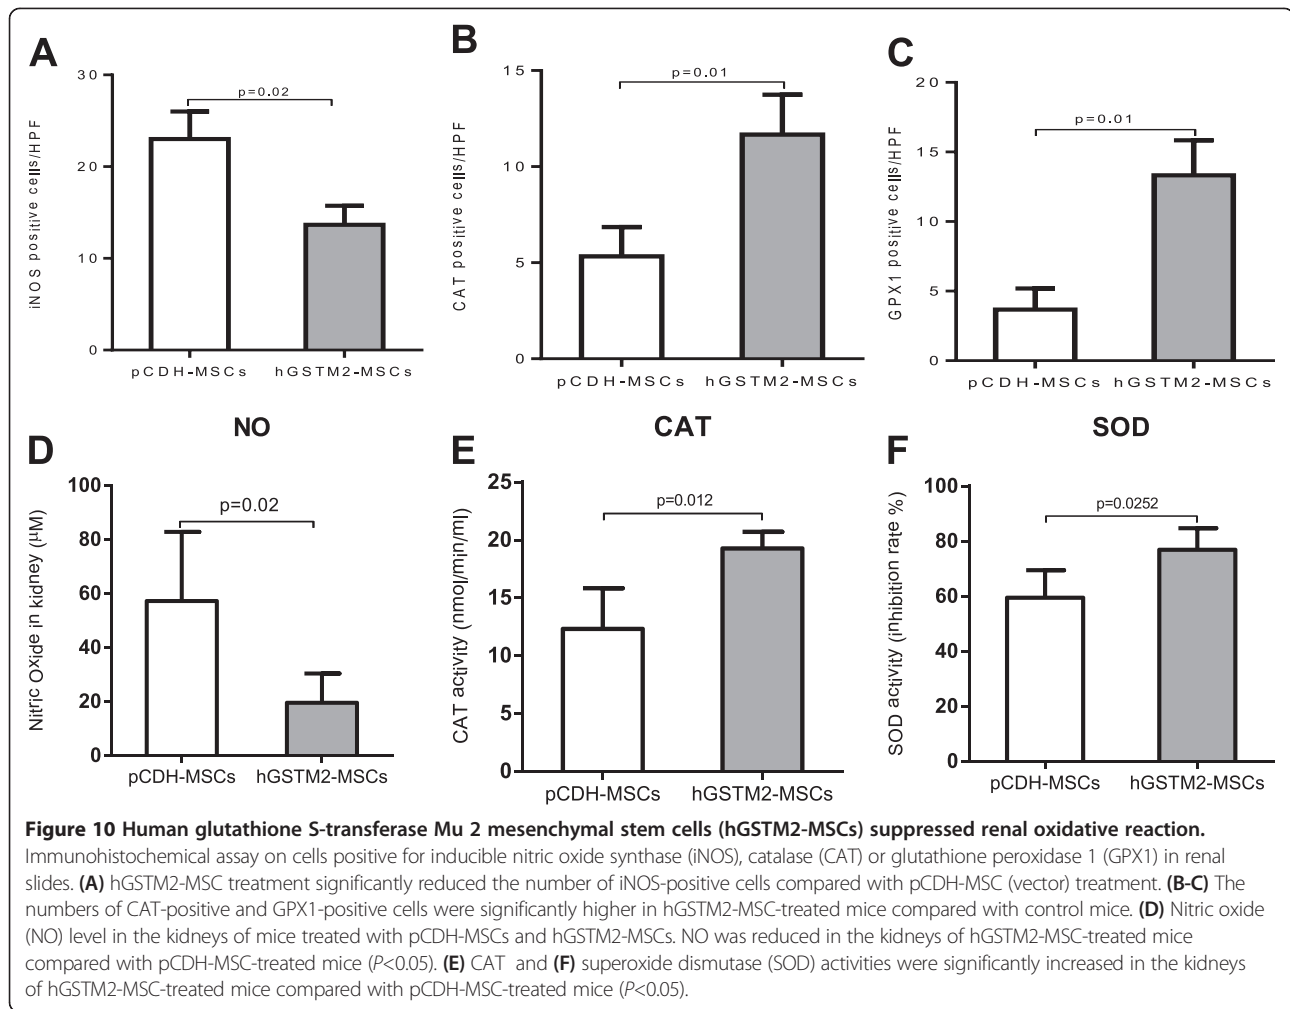 A
B
C
30
20
10
0
iNOS positive cells/HPF
p=0.02
pCDH-MSCs
hGSTM2-MSCs
15
10
5
0
CAT positive cells/HPF
p=0.01
pCDH-MSCs
hGSTM2-MSCs
20
15
10
5
0
GPX1 positive cells/HPF
p=0.01
pCDH-MSCs
hGSTM2-MSCs
D
NO
100
80
60
40
20
0
Nitric Oxide in kidney (µM)
p=0.02
pCDH-MSCs
hGSTM2-MSCs
E
CAT
25
20
15
10
5
0
CAT activity (nmol/min/ml)
p=0.012
pCDH-MSCs
hGSTM2-MSCs
F
SOD
100
80
60
40
20
0
SOD activity (inhibition rate %)
p=0.0252
pCDH-MSCs
hGSTM2-MSCs
Figure 10 Human glutathione S-transferase Mu 2 mesenchymal stem cells (hGSTM2-MSCs) suppressed renal oxidative reaction.
Immunohistochemical assay on cells positive for inducible nitric oxide synthase (iNOS), catalase (CAT) or glutathione peroxidase 1 (GPX1) in renal
slides. (A) hGSTM2-MSC treatment significantly reduced the number of iNOS-positive cells compared with pCDH-MSC (vector) treatment. (B-C) The
numbers of CAT-positive and GPX1-positive cells were significantly higher in hGSTM2-MSC-treated mice compared with control mice. (D) Nitric oxide
(NO) level in the kidneys of mice treated with pCDH-MSCs and hGSTM2-MSCs. NO was reduced in the kidneys of hGSTM2-MSC-treated mice
compared with pCDH-MSC-treated mice (P<0.05). (E) CAT and (F) superoxide dismutase (SOD) activities were significantly increased in the kidneys
of hGSTM2-MSC-treated mice compared with pCDH-MSC-treated mice (P<0.05).